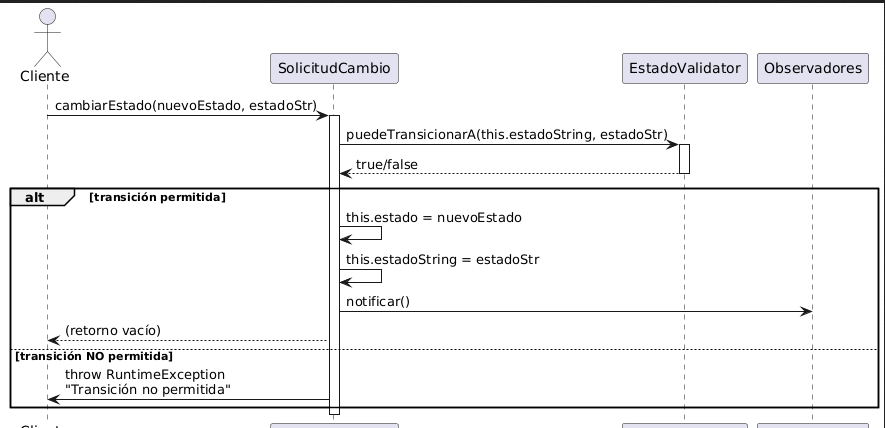 Cliente
SolicitudCambio
EstadoValidator
Observadores
cambiarEstado(nuevoEstado, estadoStr)
puedeTransicionarA(this.estadoString, estadoStr)
true/false
alt
[transición permitida]
this.estado = nuevoEstado
this.estadoString = estadoStr
notificar()
(retorno vacío)
[transición NO permitida]
throw RuntimeException
"Transición no permitida"